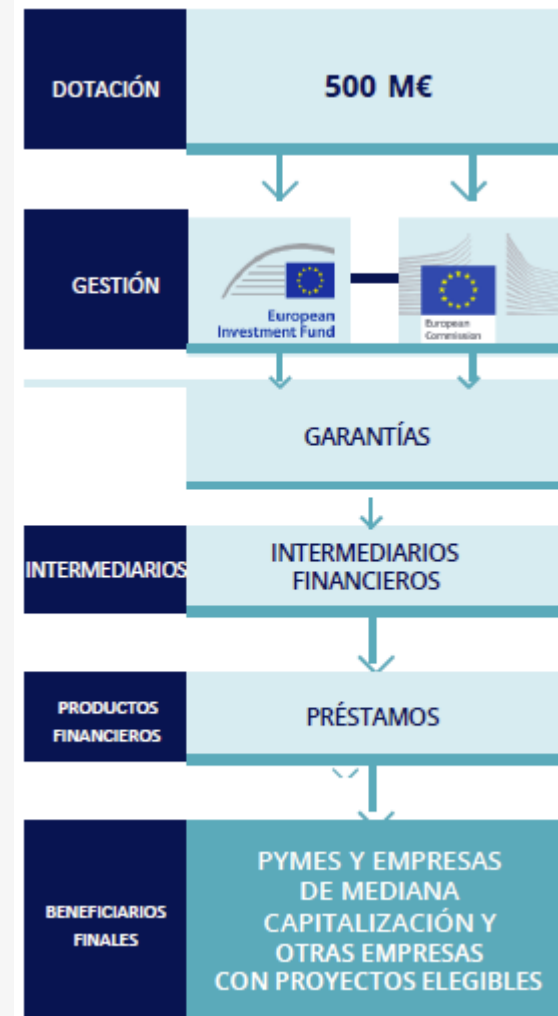 DOTACIÓN
500 M€
GESTIÓN
European
Investment Fund
European
Commission
GARANTÍAS
INTERMEDIARIOS
INTERMEDIARIOS
FINANCIEROS
PRODUCTOS
FINANCIEROS
PRÉSTAMOS
BENEFICIARIOS
FINALES
PYMES Y EMPRESAS
DE MEDIANA
CAPITALIZACIÓN Y
OTRAS EMPRESAS
CON PROYECTOS ELEGIBLES